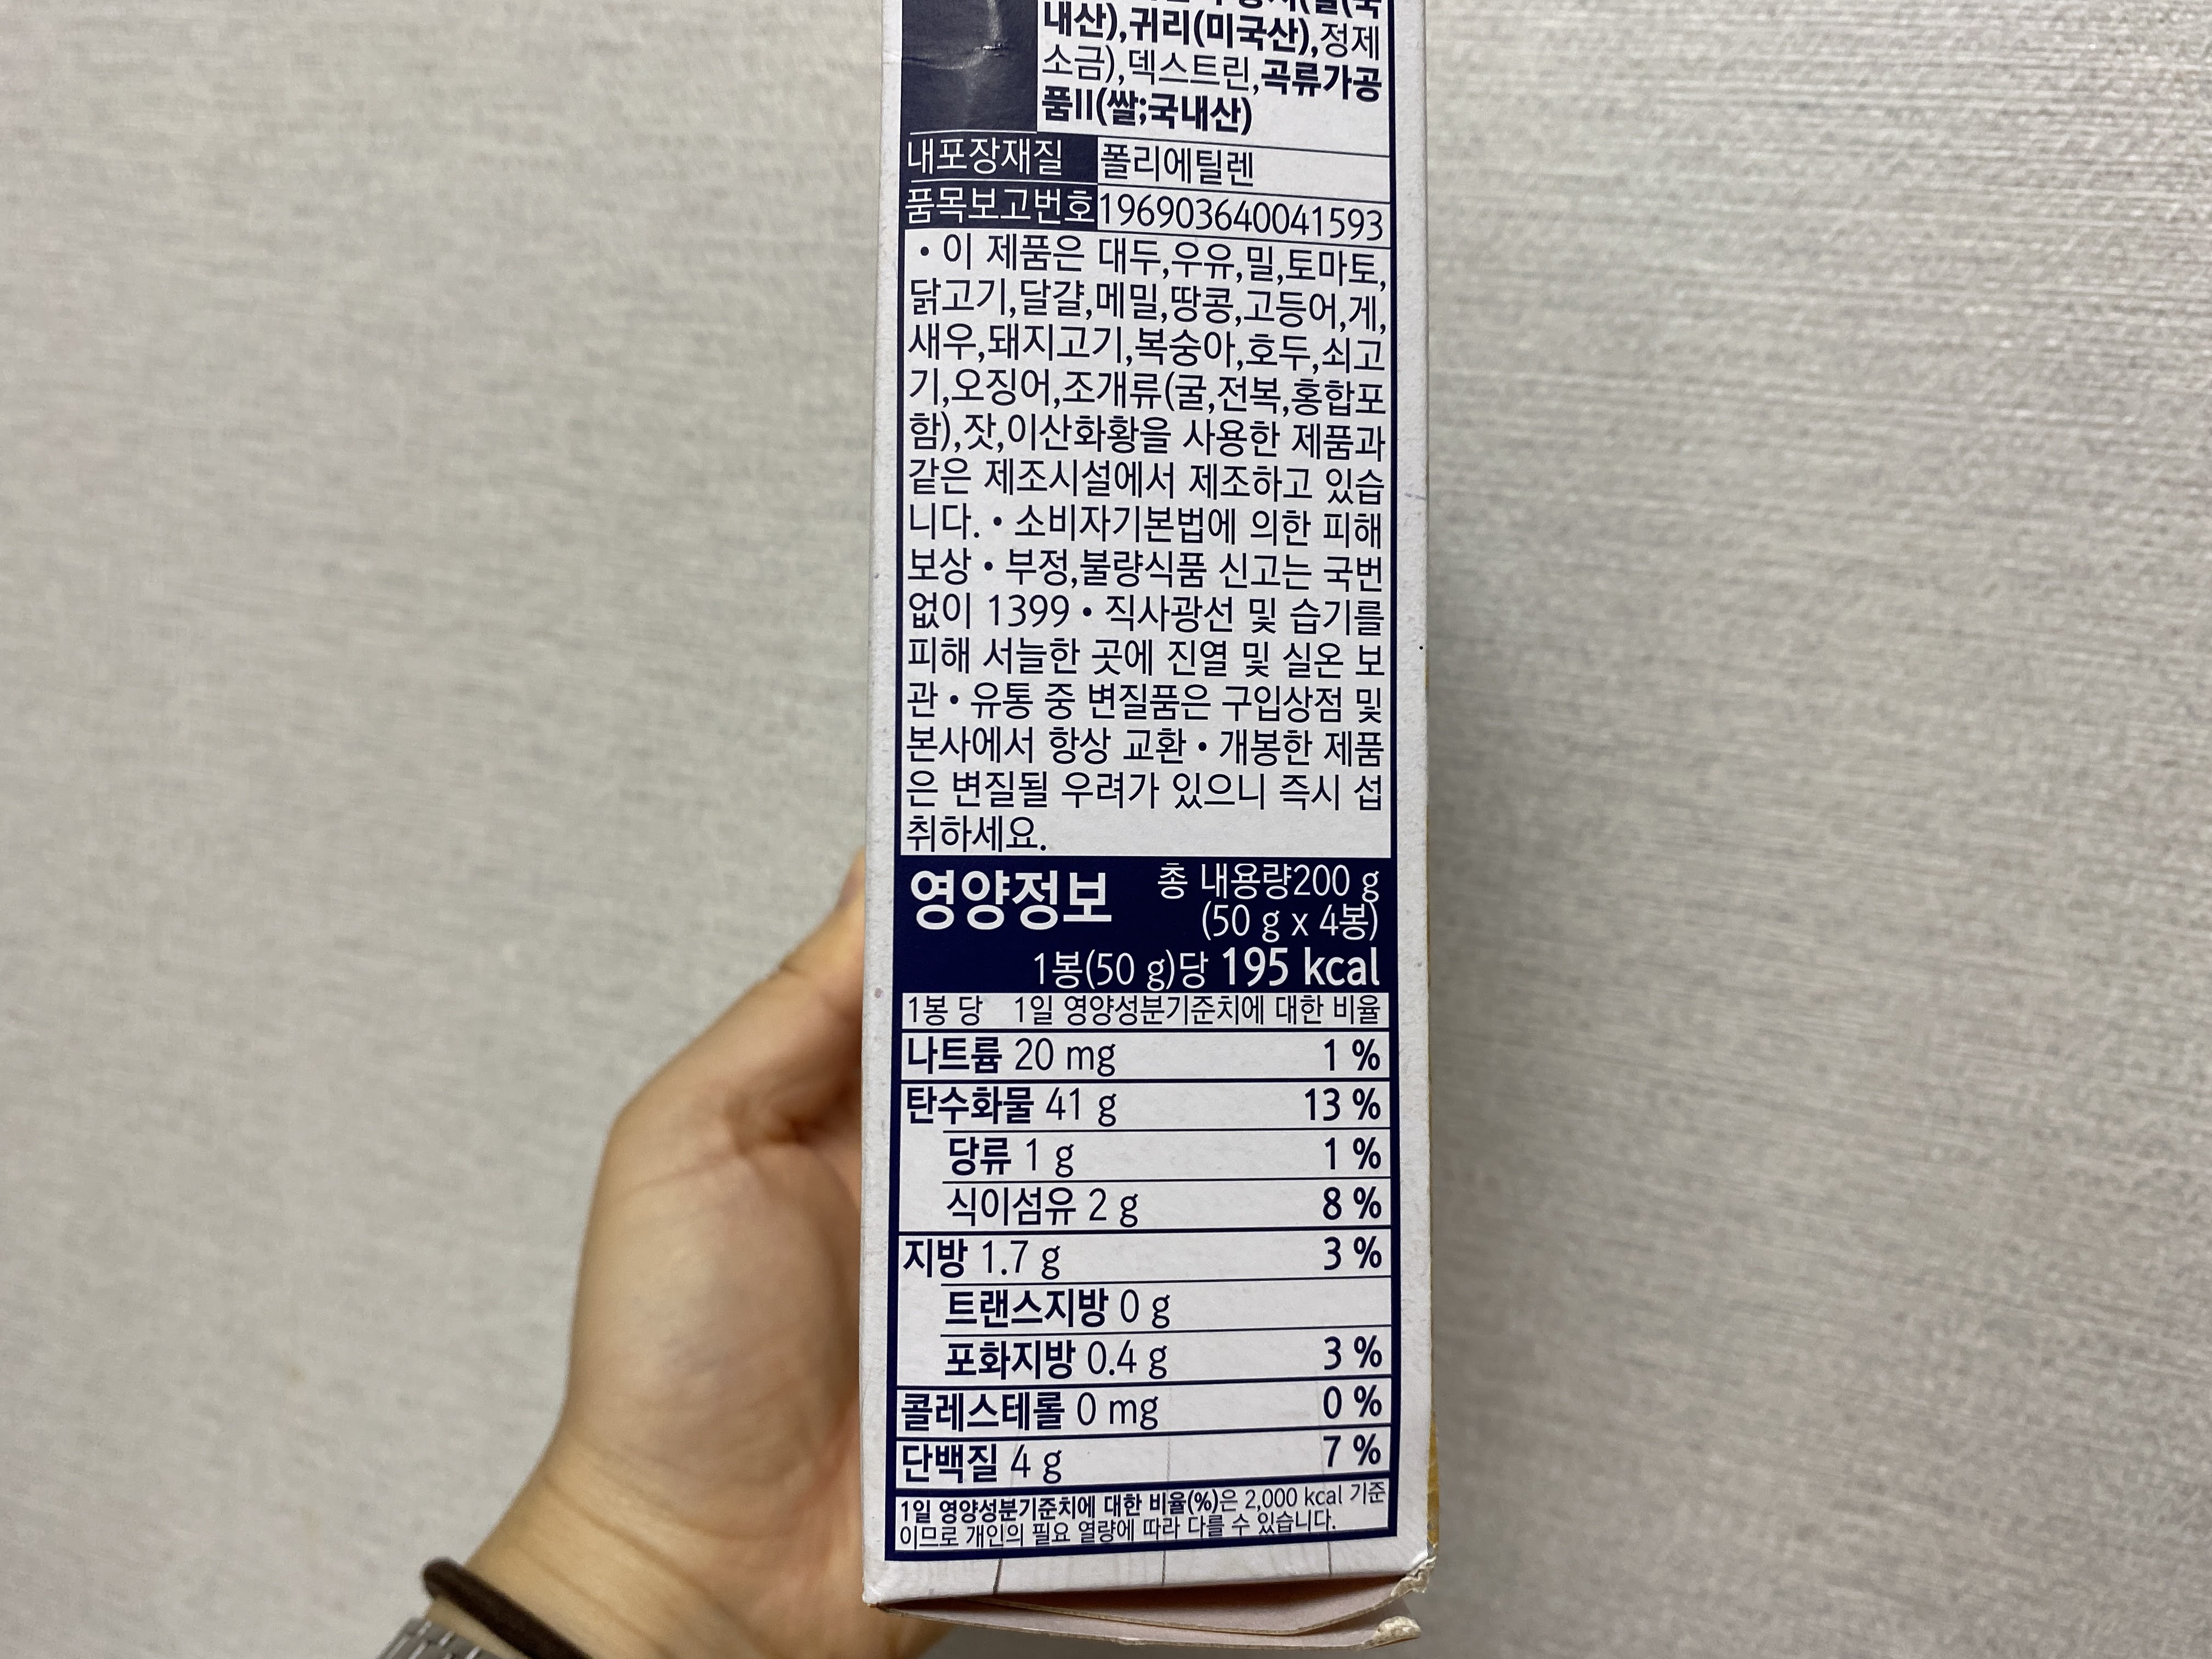 내산),귀리(미국산),정제
소금),덱스트린,곡류가공
품II(쌀;국내산)
내포장재질 폴리에틸렌
품목보고번호 196903640041593
• 이 제품은 대두,우유,밀,토마토,
닭고기,달걀,메밀,땅콩,고등어,게,
새우,돼지고기,복숭아,호두,쇠고
기,오징어,조개류(굴,전복,홍합포
함),잣,이산화황을 사용한 제품과
같은 제조시설에서 제조하고 있습
니다. • 소비자기본법에 의한 피해
보상 • 부정,불량식품 신고는 국번
없이 1399 • 직사광선 및 습기를
피해 서늘한 곳에 진열 및 실온 보
관 • 유통 중 변질품은 구입상점 및
본사에서 항상 교환 • 개봉한 제품
은 변질될 우려가 있으니 즉시 섭
취하세요.
영양정보 총 내용량200 g
(50 g x 4봉)
1봉(50 g)당 195 kcal
1봉 당 1일 영양성분기준치에 대한 비율
나트륨 20 mg 1 %
탄수화물 41 g 13 %
당류 1 g 1 %
식이섬유 2 g 8 %
지방 1.7 g 3 %
트랜스지방 0 g
포화지방 0.4 g 3 %
콜레스테롤 0 mg 0 %
단백질 4 g 7 %
1일 영양성분기준치에 대한 비율(%)은 2,000 kcal 기준
이므로 개인의 필요 열량에 따라 다를 수 있습니다.